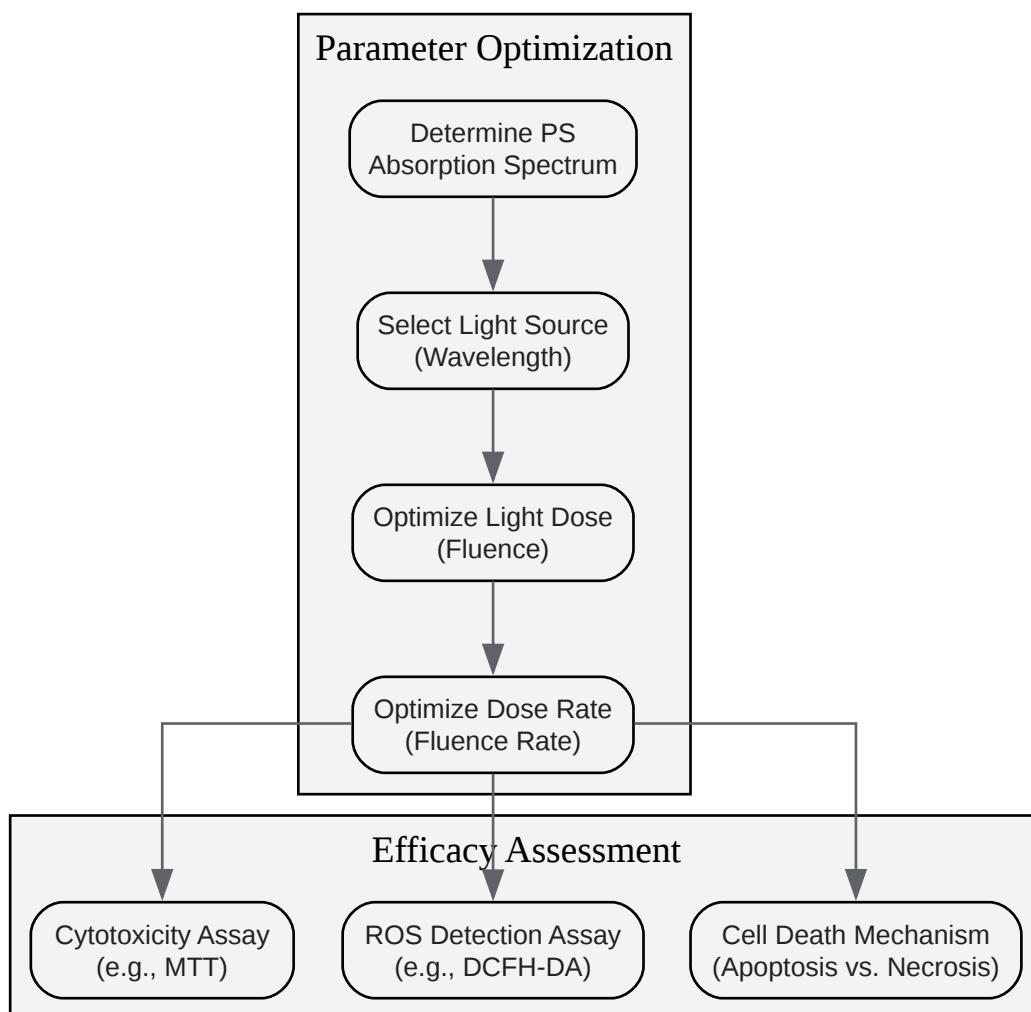 Parameter Optimization
Determine PS
Absorption Spectrum
Select Light Source
(Wavelength)
Optimize Light Dose
(Fluence)
Optimize Dose Rate
(Fluence Rate)
Efficacy Assessment
Cytotoxicity Assay
(e.g., MTT)
ROS Detection Assay
(e.g., DCFH-DA)
Cell Death Mechanism
(Apoptosis vs. Necrosis)